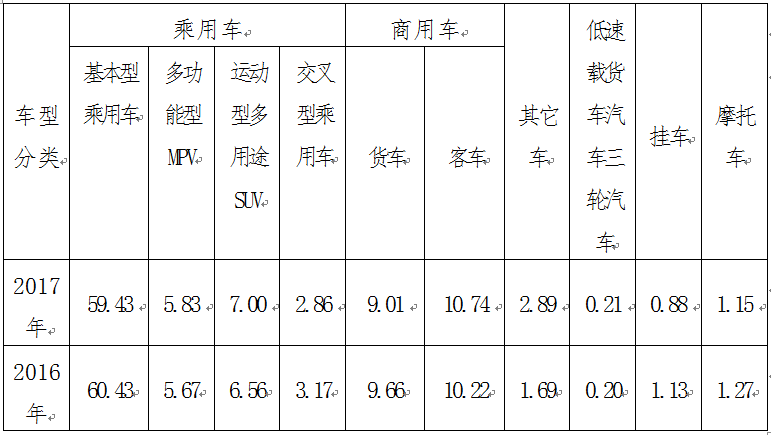 车型分类 乘用车 商用车 其它车 低速载货车汽车三轮汽车 挂车 摩托车
基本型乘用车 多功能型MPV 运动型多用途SUV 交叉型乘用车 货车 客车
2017年 59.43 5.83 7.00 2.86 9.01 10.74 2.89 0.21 0.88 1.15
2016年 60.43 5.67 6.56 3.17 9.66 10.22 1.69 0.20 1.13 1.27